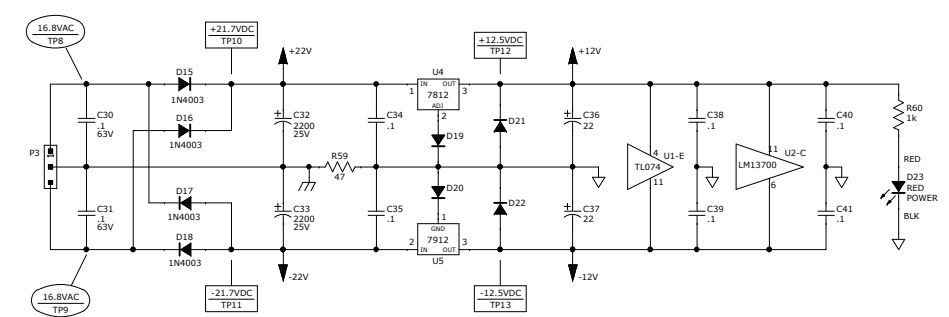 16.8VAC
TP8
+21.7VDC
TP10
+22V
+12.5VDC
TP12
+12V
D15
1N4003
D16
1N4003
C30
.1
63V
C32
2200
25V
C34
.1
U4
1
IN
OUT
3
7812
ADJ
2
D19
D21
C36
22
C38
.1
C40
.1
R60
1k
P3
1
R59
47
4
U1-E
TL074
11
11
U2-C
LM13700
6
RED
D23
RED
POWER
BLK
D17
1N4003
D18
1N4003
C31
.1
63V
C33
2200
25V
C35
.1
D20
D22
1
GND
7912
2
IN
OUT
3
U5
C37
22
C39
.1
C41
.1
16.8VAC
TP9
-21.7VDC
TP11
-22V
-12.5VDC
TP13
-12V